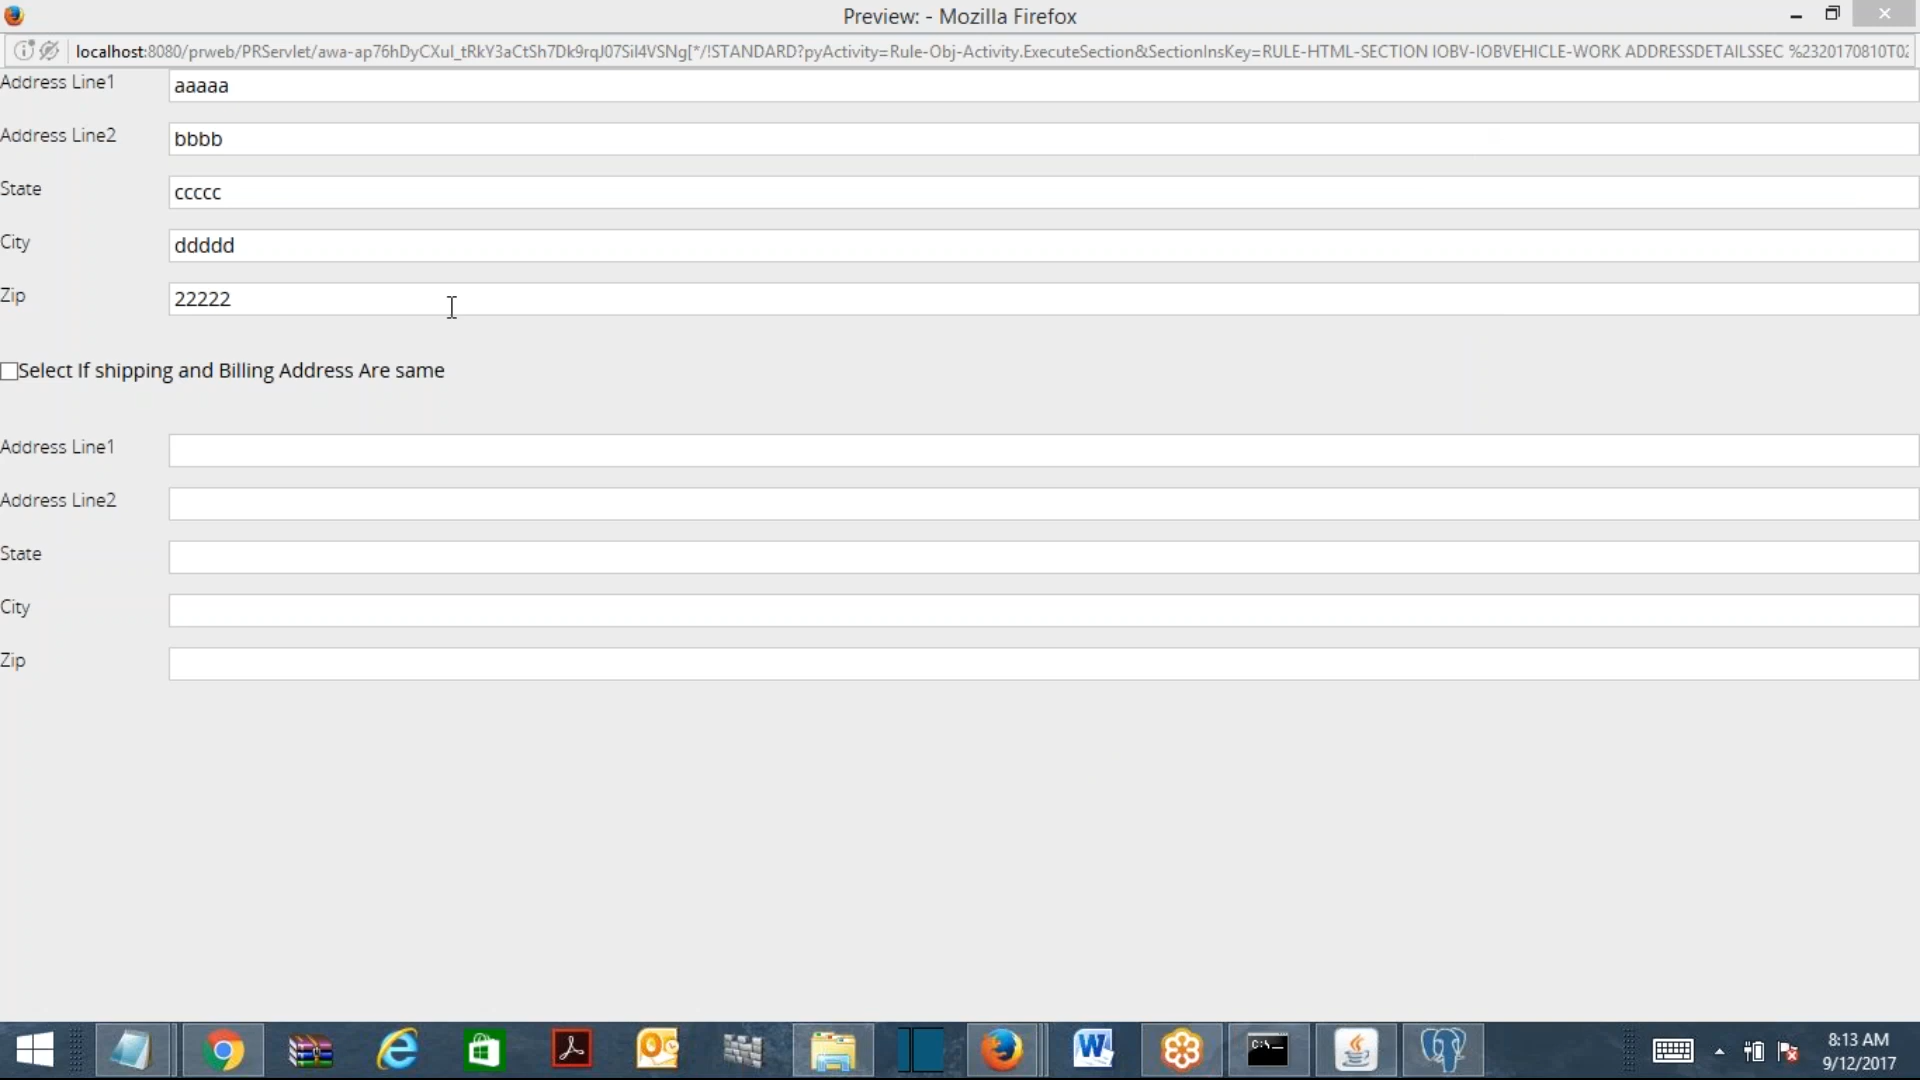 Preview: - Mozilla Firefox
localhost:8080/prweb/PRServlet/awa-ap76hDyCXuI_tRkY3aCtSh7Dk9rqJ07SiI4VSNg[*/!STANDARD?pyActivity=Rule-Obj-Activity.ExecuteSection&SectionInsKey=RULE-HTML-SECTION IOBV-IOBVEHICLE-WORK ADDRESSDETAILSSEC %2320170810T02
Address Line1 aaaaa
Address Line2 bbbb
State ccccc
City ddddd
Zip 22222
Select If shipping and Billing Address Are same
Address Line1
Address Line2
State
City
Zip
8:13 AM
9/12/2017